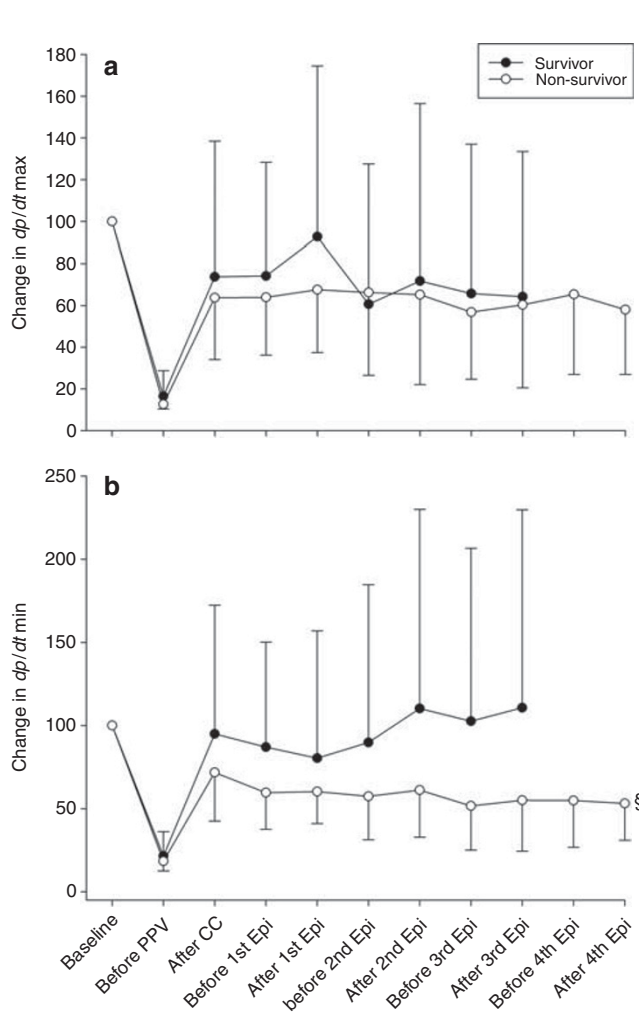 a
Survivor
Non-survivor
180
160
140
120
100
80
60
40
20
0
Change in dp/dt max
b
250
200
150
100
50
0
Change in dp/dt min
§
Baseline
Before PPV
After CC
Before 1st Epi
After 1st Epi
before 2nd Epi
After 2nd Epi
Before 3rd Epi
After 3rd Epi
Before 4th Epi
After 4th Epi